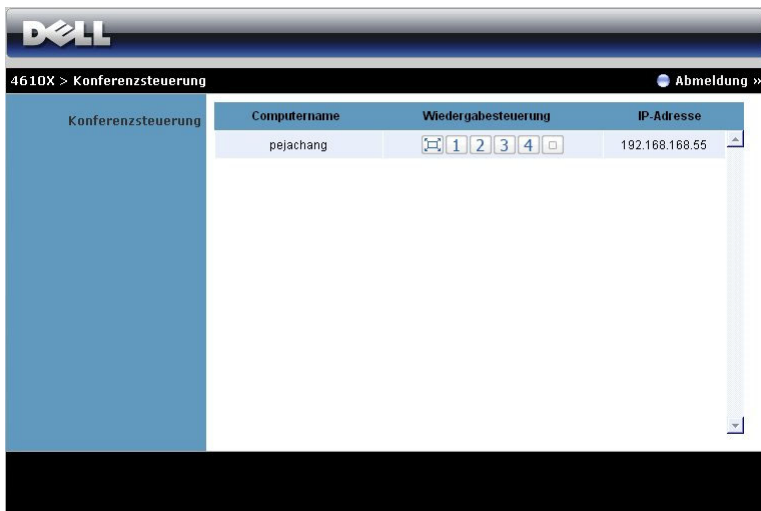 DELL
4610X > Konferenzsteuerung
Abmeldung »
Konferenzsteuerung
Computername Wiedergabesteuerung IP-Adresse
pejachang 1 2 3 4 192.168.168.55